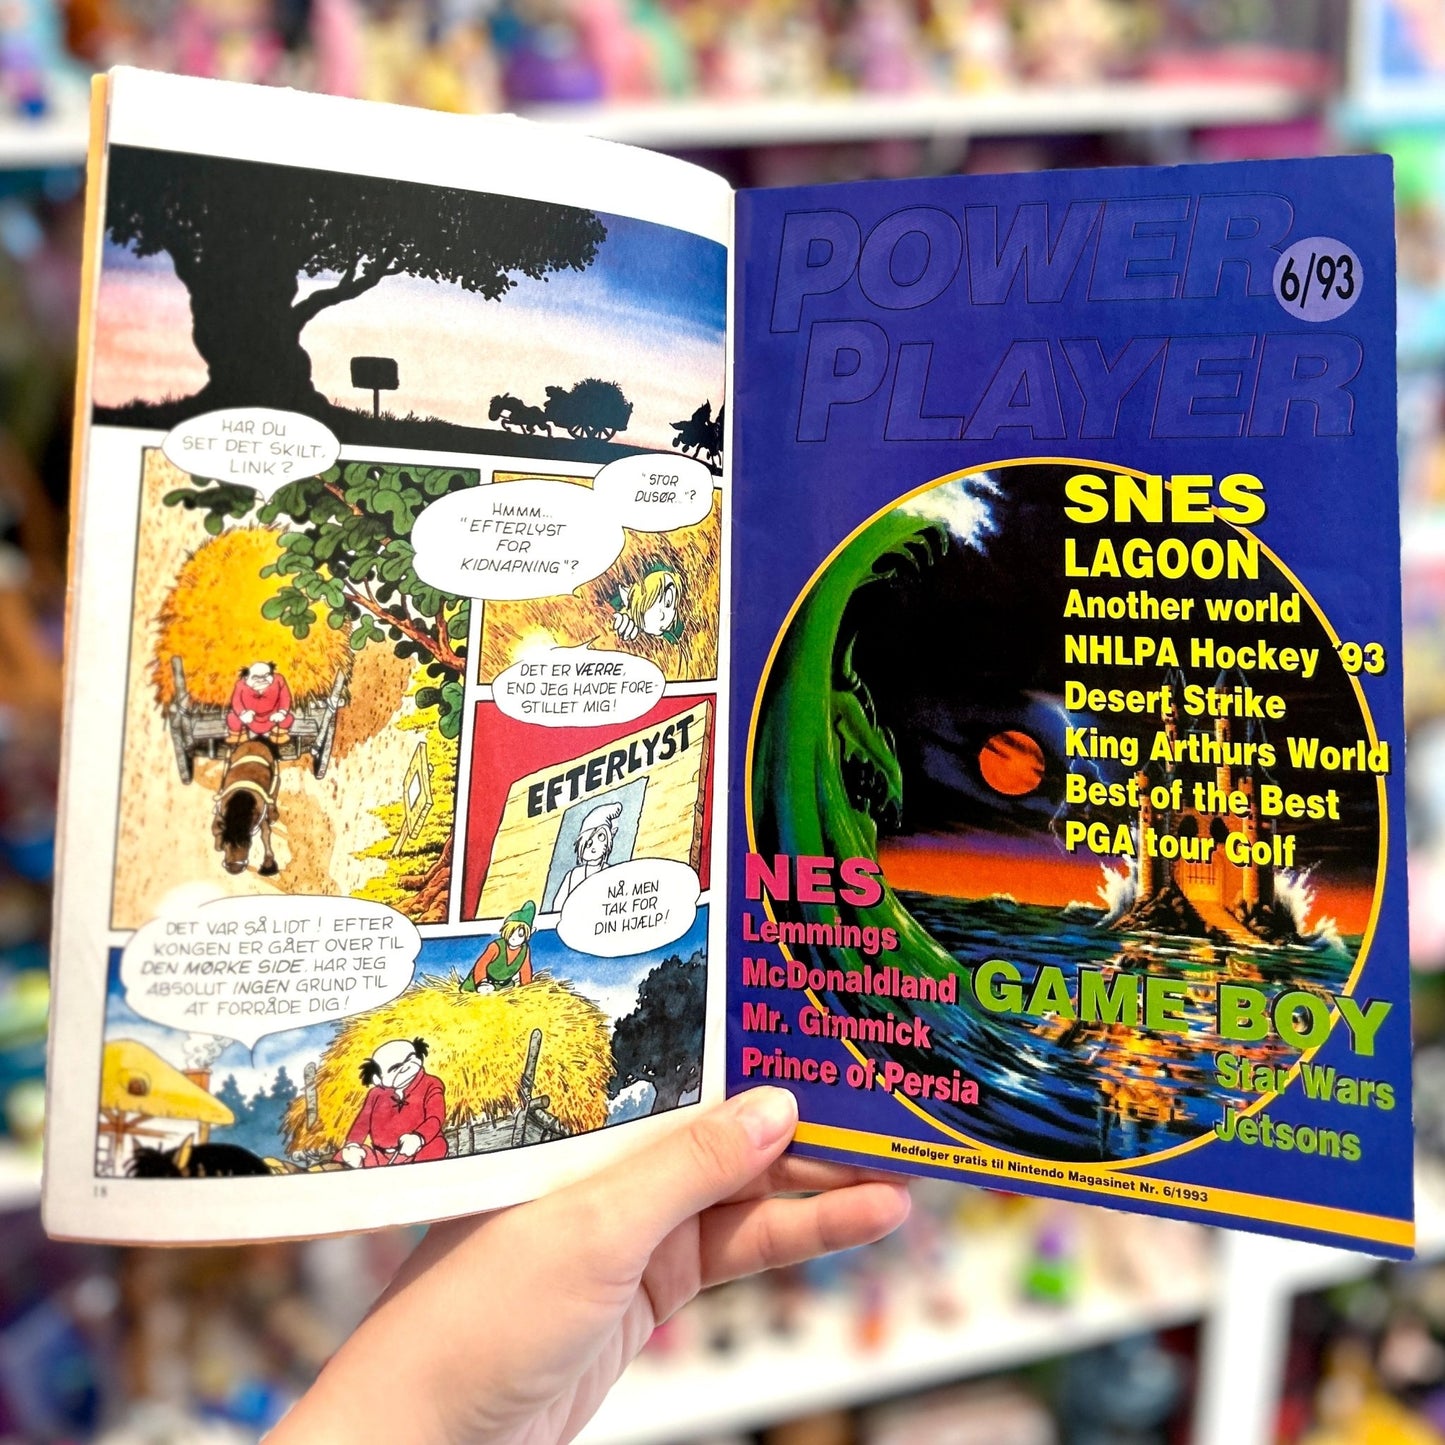 HAR DU
SET DET SKILT,
LINK?
HMMM...
"EFTERLYST
FOR
KIDNAPNING"?
"STOR
DUSØR.."?
DET ER VÆRRE,
END JEG HAVDE FORE-
STILLET MIG!
EFTERLYST
DET VAR SÅ LIDT! EFTER
KONGEN ER GÅET OVER TIL
DEN MØRKE SIDE, HAR JEG
ABSOLUT INGEN GRUND TIL
AT FORRÅDE DIG!
NÅ, MEN
TAK FOR
DIN HJÆLP!
18
POWER
PLAYER
6/93
SNES
LAGOON
Another world
NHLPA Hockey '93
Desert Strike
King Arthurs World
Best of the Best
PGA tour Golf
NES
Lemmings
McDonaldland
Mr. Gimmick
Prince of Persia
GAME BOY
Star Wars
Jetsons
Medfølger gratis til Nintendo Magasinet Nr. 6/1993